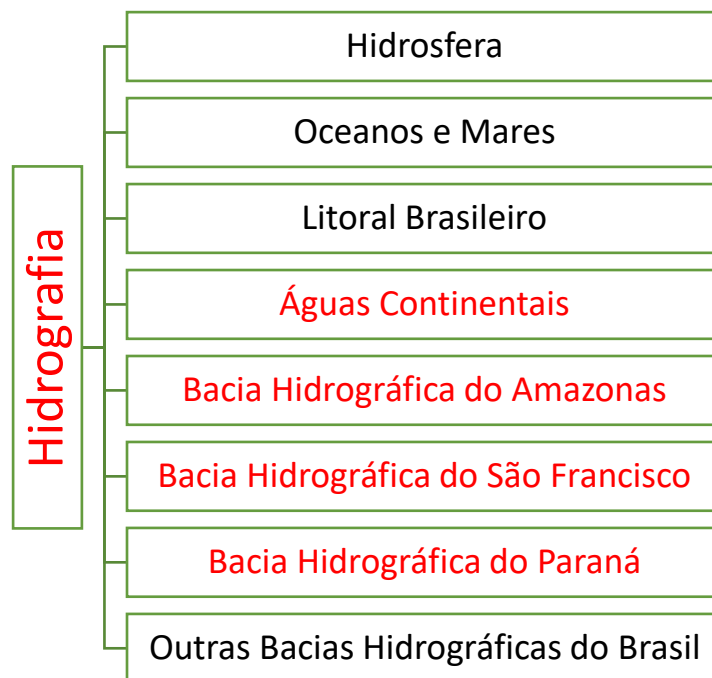 Hidrografia
Hidrosfera
Oceanos e Mares
Litoral Brasileiro
Águas Continentais
Bacia Hidrográfica do Amazonas
Bacia Hidrográfica do São Francisco
Bacia Hidrográfica do Paraná
Outras Bacias Hidrográficas do Brasil